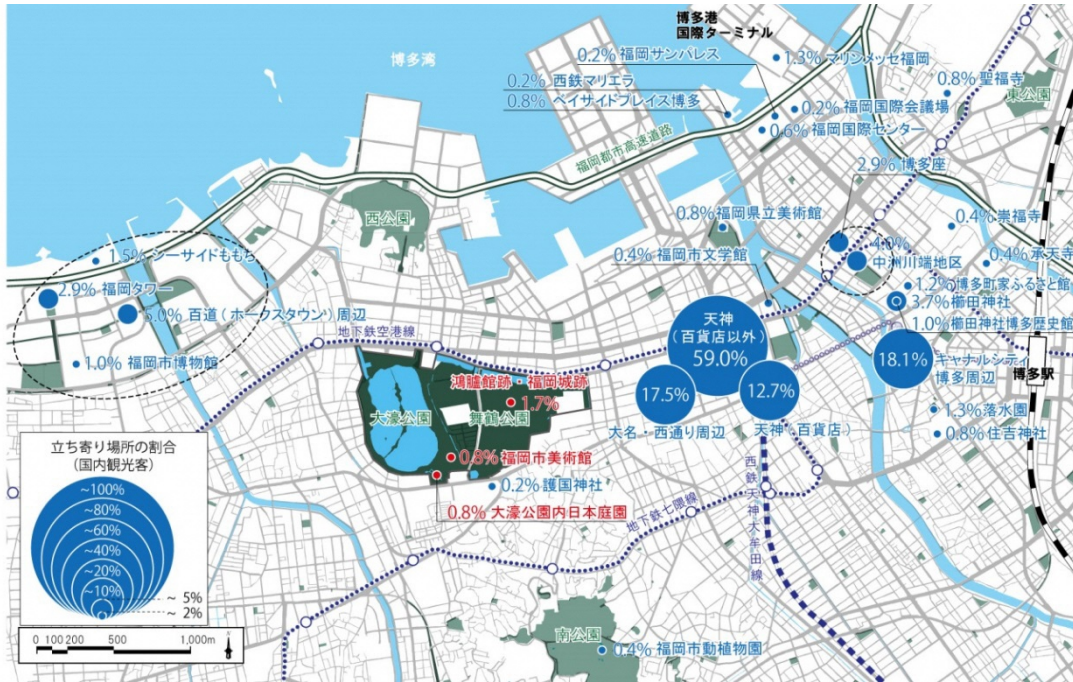 博多港
国際ターミナル
博多湾
0.2% 福岡サンパレス
1.3% マリンメッセ福岡
0.2% 西鉄マリエラ
0.8% ベイサイドプレイス博多
0.8% 聖福寺
東公園
0.2% 福岡国際会議場
0.6% 福岡国際センター
福岡都市高速道路
2.9% 博多座
西公園
0.8% 福岡県立美術館
0.4% 崇福寺
4.0%
中洲川端地区
0.4% 承天寺
0.4% 福岡市文学館
1.5% シーサイドももち
2.9% 福岡タワー
5.0% 百道(ホークスタウン)周辺
1.2% 博多町家ふるさと館
3.7% 櫛田神社
1.0% 櫛田神社博多歴史館
地下鉄空港線
天神
(百貨店以外)
59.0%
1.0% 福岡市博物館
18.1%
キャナルシティ
博多周辺
博多駅
鴻臚館跡・福岡城跡
1.7%
17.5%
12.7%
大濠公園
舞鶴公園
大名・西通り周辺
天神(百貨店)
1.3% 落水園
0.8% 住吉神社
0.8% 福岡市美術館
0.2% 護国神社
0.8% 大濠公園内日本庭園
地下鉄七隈線
西鉄天神大牟田線
立ち寄り場所の割合
(国内観光客)
~100%
~80%
~60%
~40%
~20%
~10%
~ 5%
~ 2%
0 100 200 500 1,000m
南公園
0.4% 福岡市動植物園